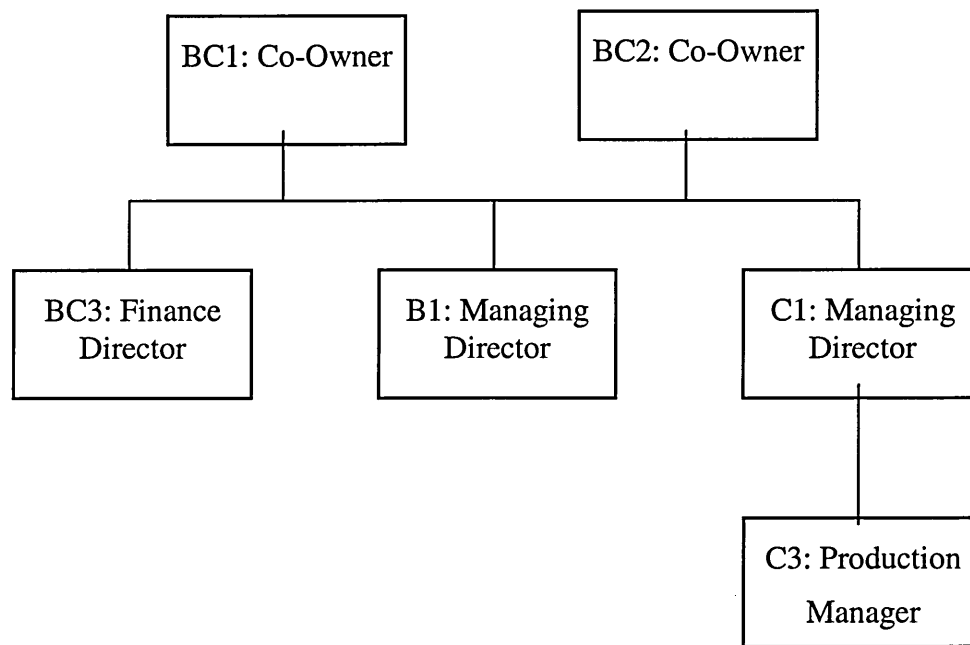 BC1: Co-Owner
BC2: Co-Owner
BC3: Finance
Director
B1: Managing
Director
C1: Managing
Director
C3: Production
Manager